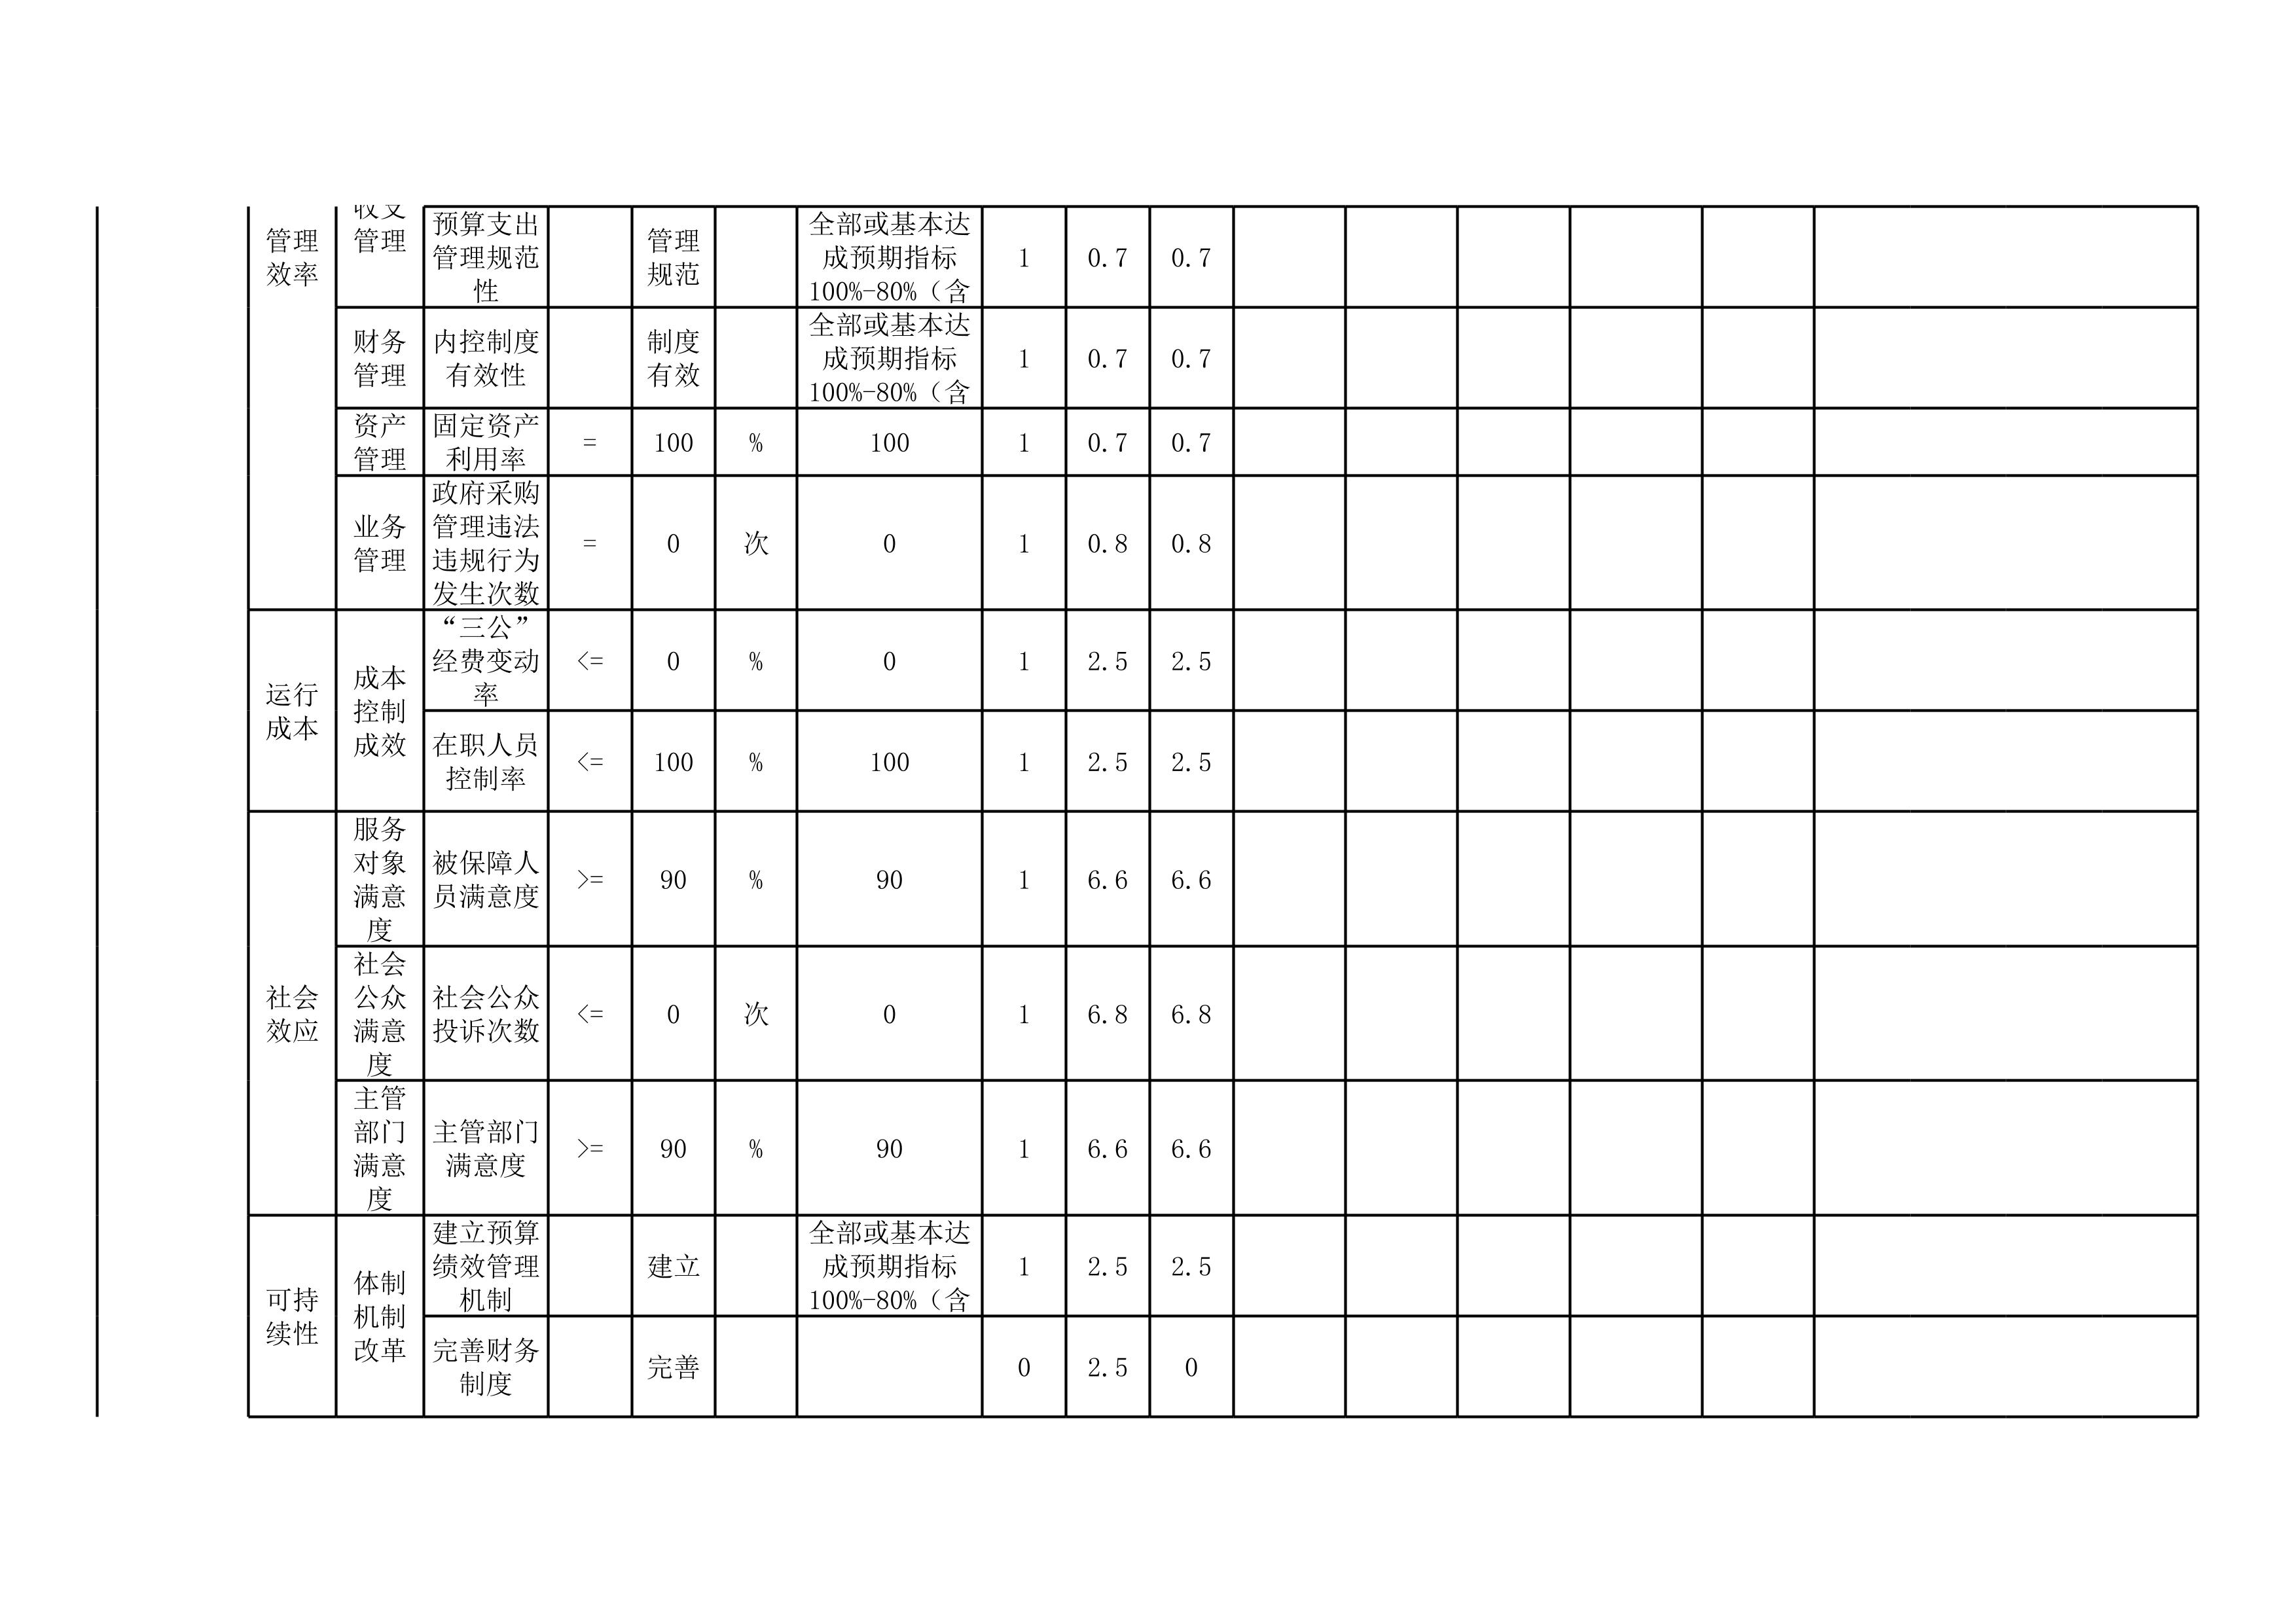 管理
效率
收支
管理
预算支出
管理规范
性
管理
规范
全部或基本达
成预期指标
100%-80%（含
1
0.7
0.7
财务
管理
内控制度
有效性
制度
有效
全部或基本达
成预期指标
100%-80%（含
1
0.7
0.7
资产
管理
固定资产
利用率
=
100
%
100
1
0.7
0.7
业务
管理
政府采购
管理违法
违规行为
发生次数
=
0
次
0
1
0.8
0.8
运行
成本
成本
控制
成效
“三公”
经费变动
率
<=
0
%
0
1
2.5
2.5
在职人员
控制率
<=
100
%
100
1
2.5
2.5
社会
效应
服务
对象
满意
度
被保障人
员满意度
>=
90
%
90
1
6.6
6.6
社会
公众
满意
度
社会公众
投诉次数
<=
0
次
0
1
6.8
6.8
主管
部门
满意
度
主管部门
满意度
>=
90
%
90
1
6.6
6.6
可持
续性
体制
机制
改革
建立预算
绩效管理
机制
建立
全部或基本达
成预期指标
100%-80%（含
1
2.5
2.5
完善财务
制度
完善
0
2.5
0